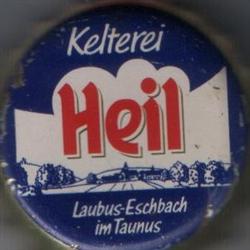 Kelterei
Heil
Laubus-Eschbach
im Taunus